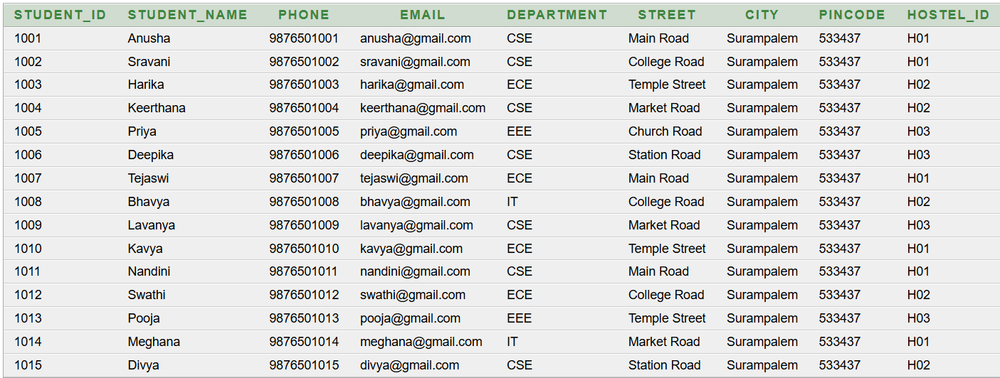 STUDENT_ID STUDENT_NAME PHONE EMAIL DEPARTMENT STREET CITY PINCODE HOSTEL_ID
1001 Anusha 9876501001 anusha@gmail.com CSE Main Road Surampalem 533437 H01
1002 Sravani 9876501002 sravani@gmail.com CSE College Road Surampalem 533437 H01
1003 Harika 9876501003 harika@gmail.com ECE Temple Street Surampalem 533437 H02
1004 Keerthana 9876501004 keerthana@gmail.com CSE Market Road Surampalem 533437 H02
1005 Priya 9876501005 priya@gmail.com EEE Church Road Surampalem 533437 H03
1006 Deepika 9876501006 deepika@gmail.com CSE Station Road Surampalem 533437 H03
1007 Tejaswi 9876501007 tejaswi@gmail.com ECE Main Road Surampalem 533437 H01
1008 Bhavya 9876501008 bhavya@gmail.com IT College Road Surampalem 533437 H02
1009 Lavanya 9876501009 lavanya@gmail.com CSE Market Road Surampalem 533437 H03
1010 Kavya 9876501010 kavya@gmail.com ECE Temple Street Surampalem 533437 H01
1011 Nandini 9876501011 nandini@gmail.com CSE Main Road Surampalem 533437 H01
1012 Swathi 9876501012 swathi@gmail.com ECE College Road Surampalem 533437 H02
1013 Pooja 9876501013 pooja@gmail.com EEE Temple Street Surampalem 533437 H03
1014 Meghana 9876501014 meghana@gmail.com IT Market Road Surampalem 533437 H01
1015 Divya 9876501015 divya@gmail.com CSE Station Road Surampalem 533437 H02